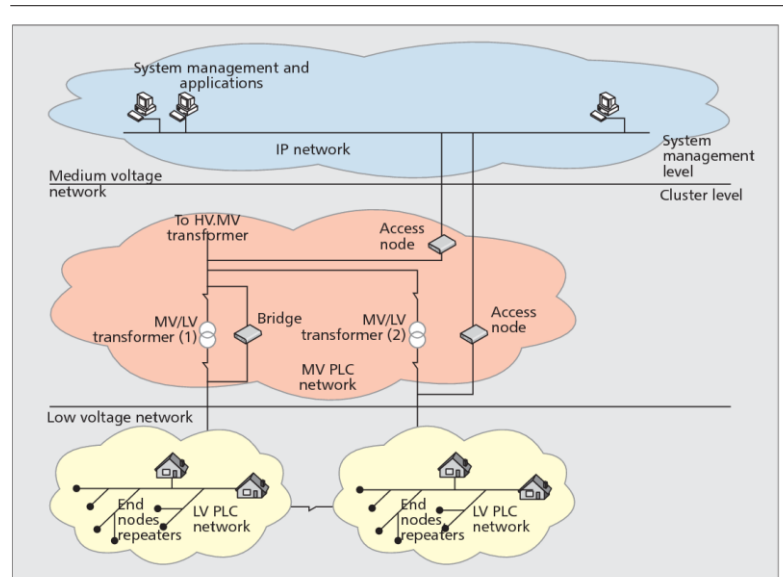 System management and
applications
IP network
System
management
level
Medium voltage
network
Cluster level
To HV.MV
transformer
Access
node
MV/LV
transformer (1)
Bridge
MV/LV
transformer (2)
Access
node
MV PLC
network
Low voltage network
End
nodes
repeaters
LV PLC
network
End
nodes
repeaters
LV PLC
network